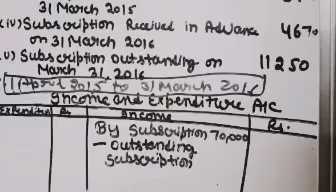 31 March 2015
(iv) Subscription Received in Advance 4670
on 31 March 2016
(v) Subscription outstanding on 11250
March 31, 2016
1 April 2015 to 31 March 2016
Income and Expenditure A/C
Expenditure Rs. Income Rs.
By Subscription 70,000
- outstanding
subscription